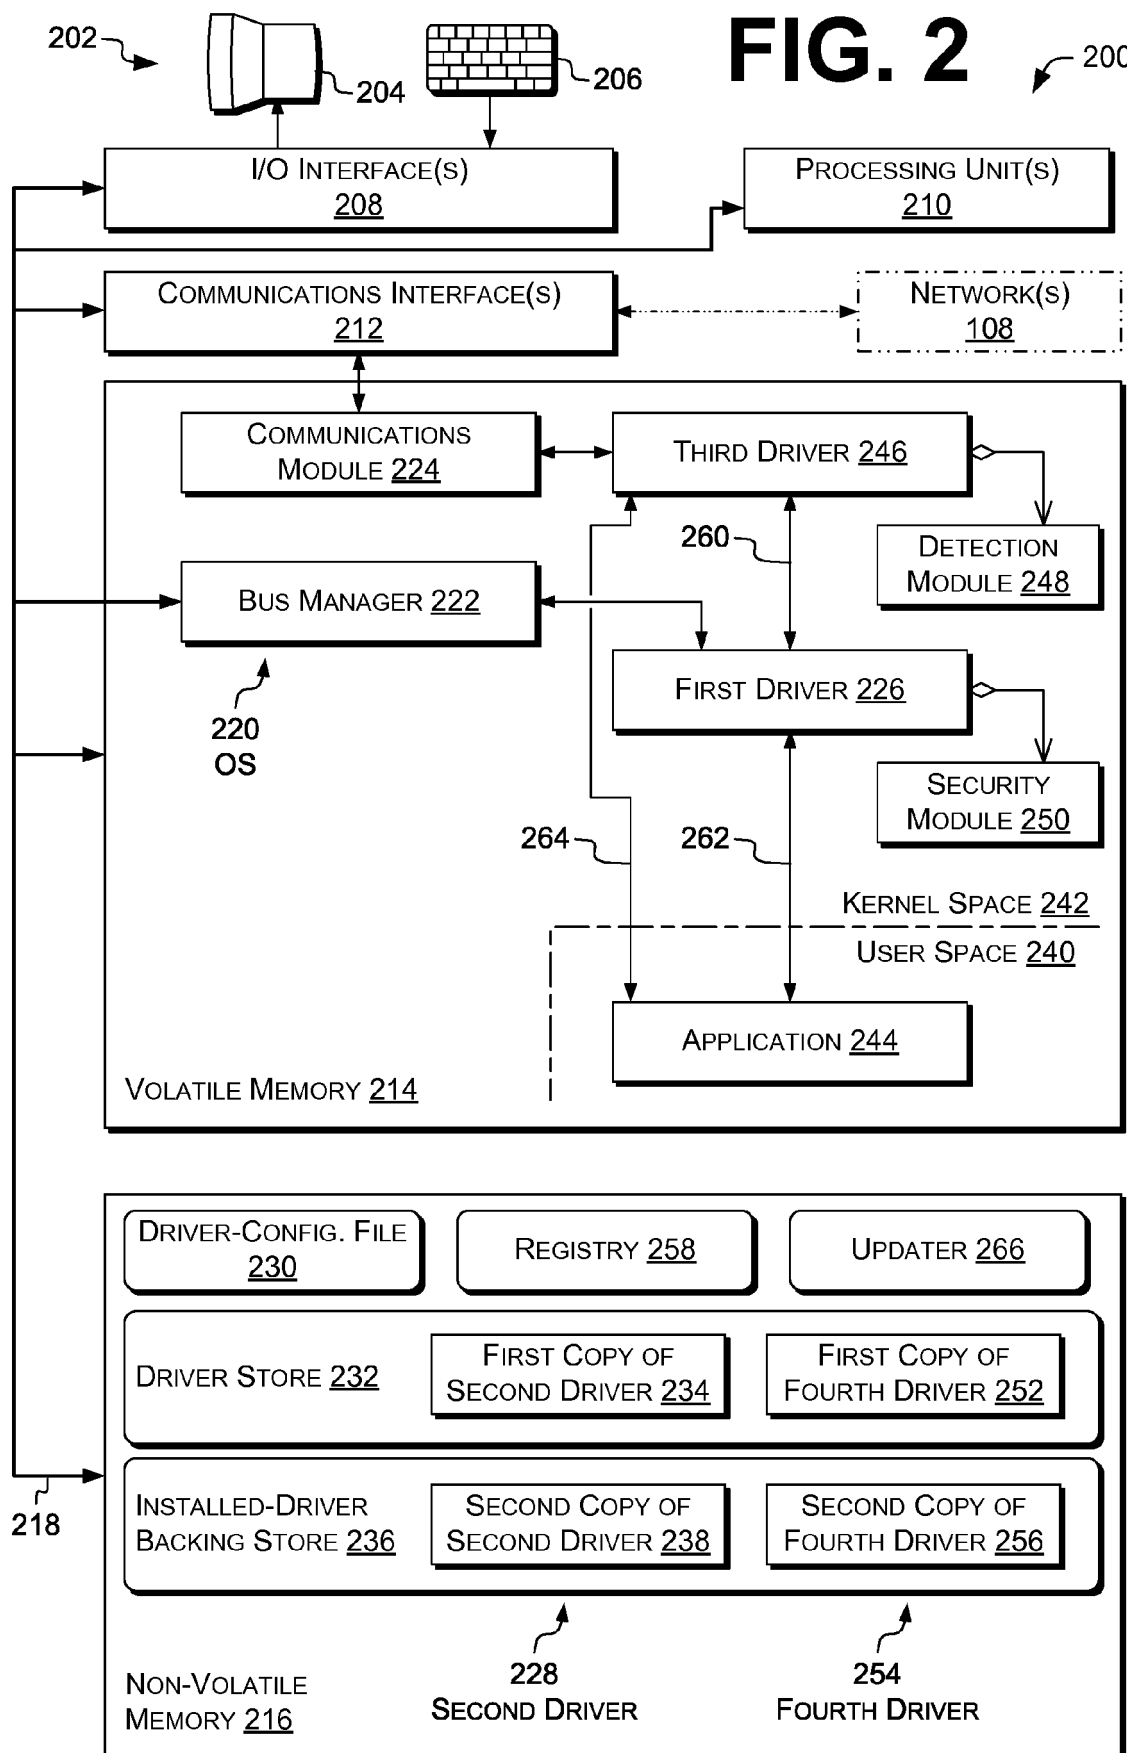 FIG. 2
200
202
204
206
I/O INTERFACE(S)
208
PROCESSING UNIT(S)
210
COMMUNICATIONS INTERFACE(S)
212
NETWORK(S)
108
COMMUNICATIONS
MODULE 224
THIRD DRIVER 246
260
DETECTION
MODULE 248
BUS MANAGER 222
FIRST DRIVER 226
220
OS
SECURITY
MODULE 250
264
262
KERNEL SPACE 242
USER SPACE 240
APPLICATION 244
VOLATILE MEMORY 214
DRIVER-CONFIG. FILE
230
REGISTRY 258
UPDATER 266
DRIVER STORE 232
FIRST COPY OF
SECOND DRIVER 234
FIRST COPY OF
FOURTH DRIVER 252
218
INSTALLED-DRIVER
BACKING STORE 236
SECOND COPY OF
SECOND DRIVER 238
SECOND COPY OF
FOURTH DRIVER 256
228
SECOND DRIVER
254
FOURTH DRIVER
NON-VOLATILE
MEMORY 216